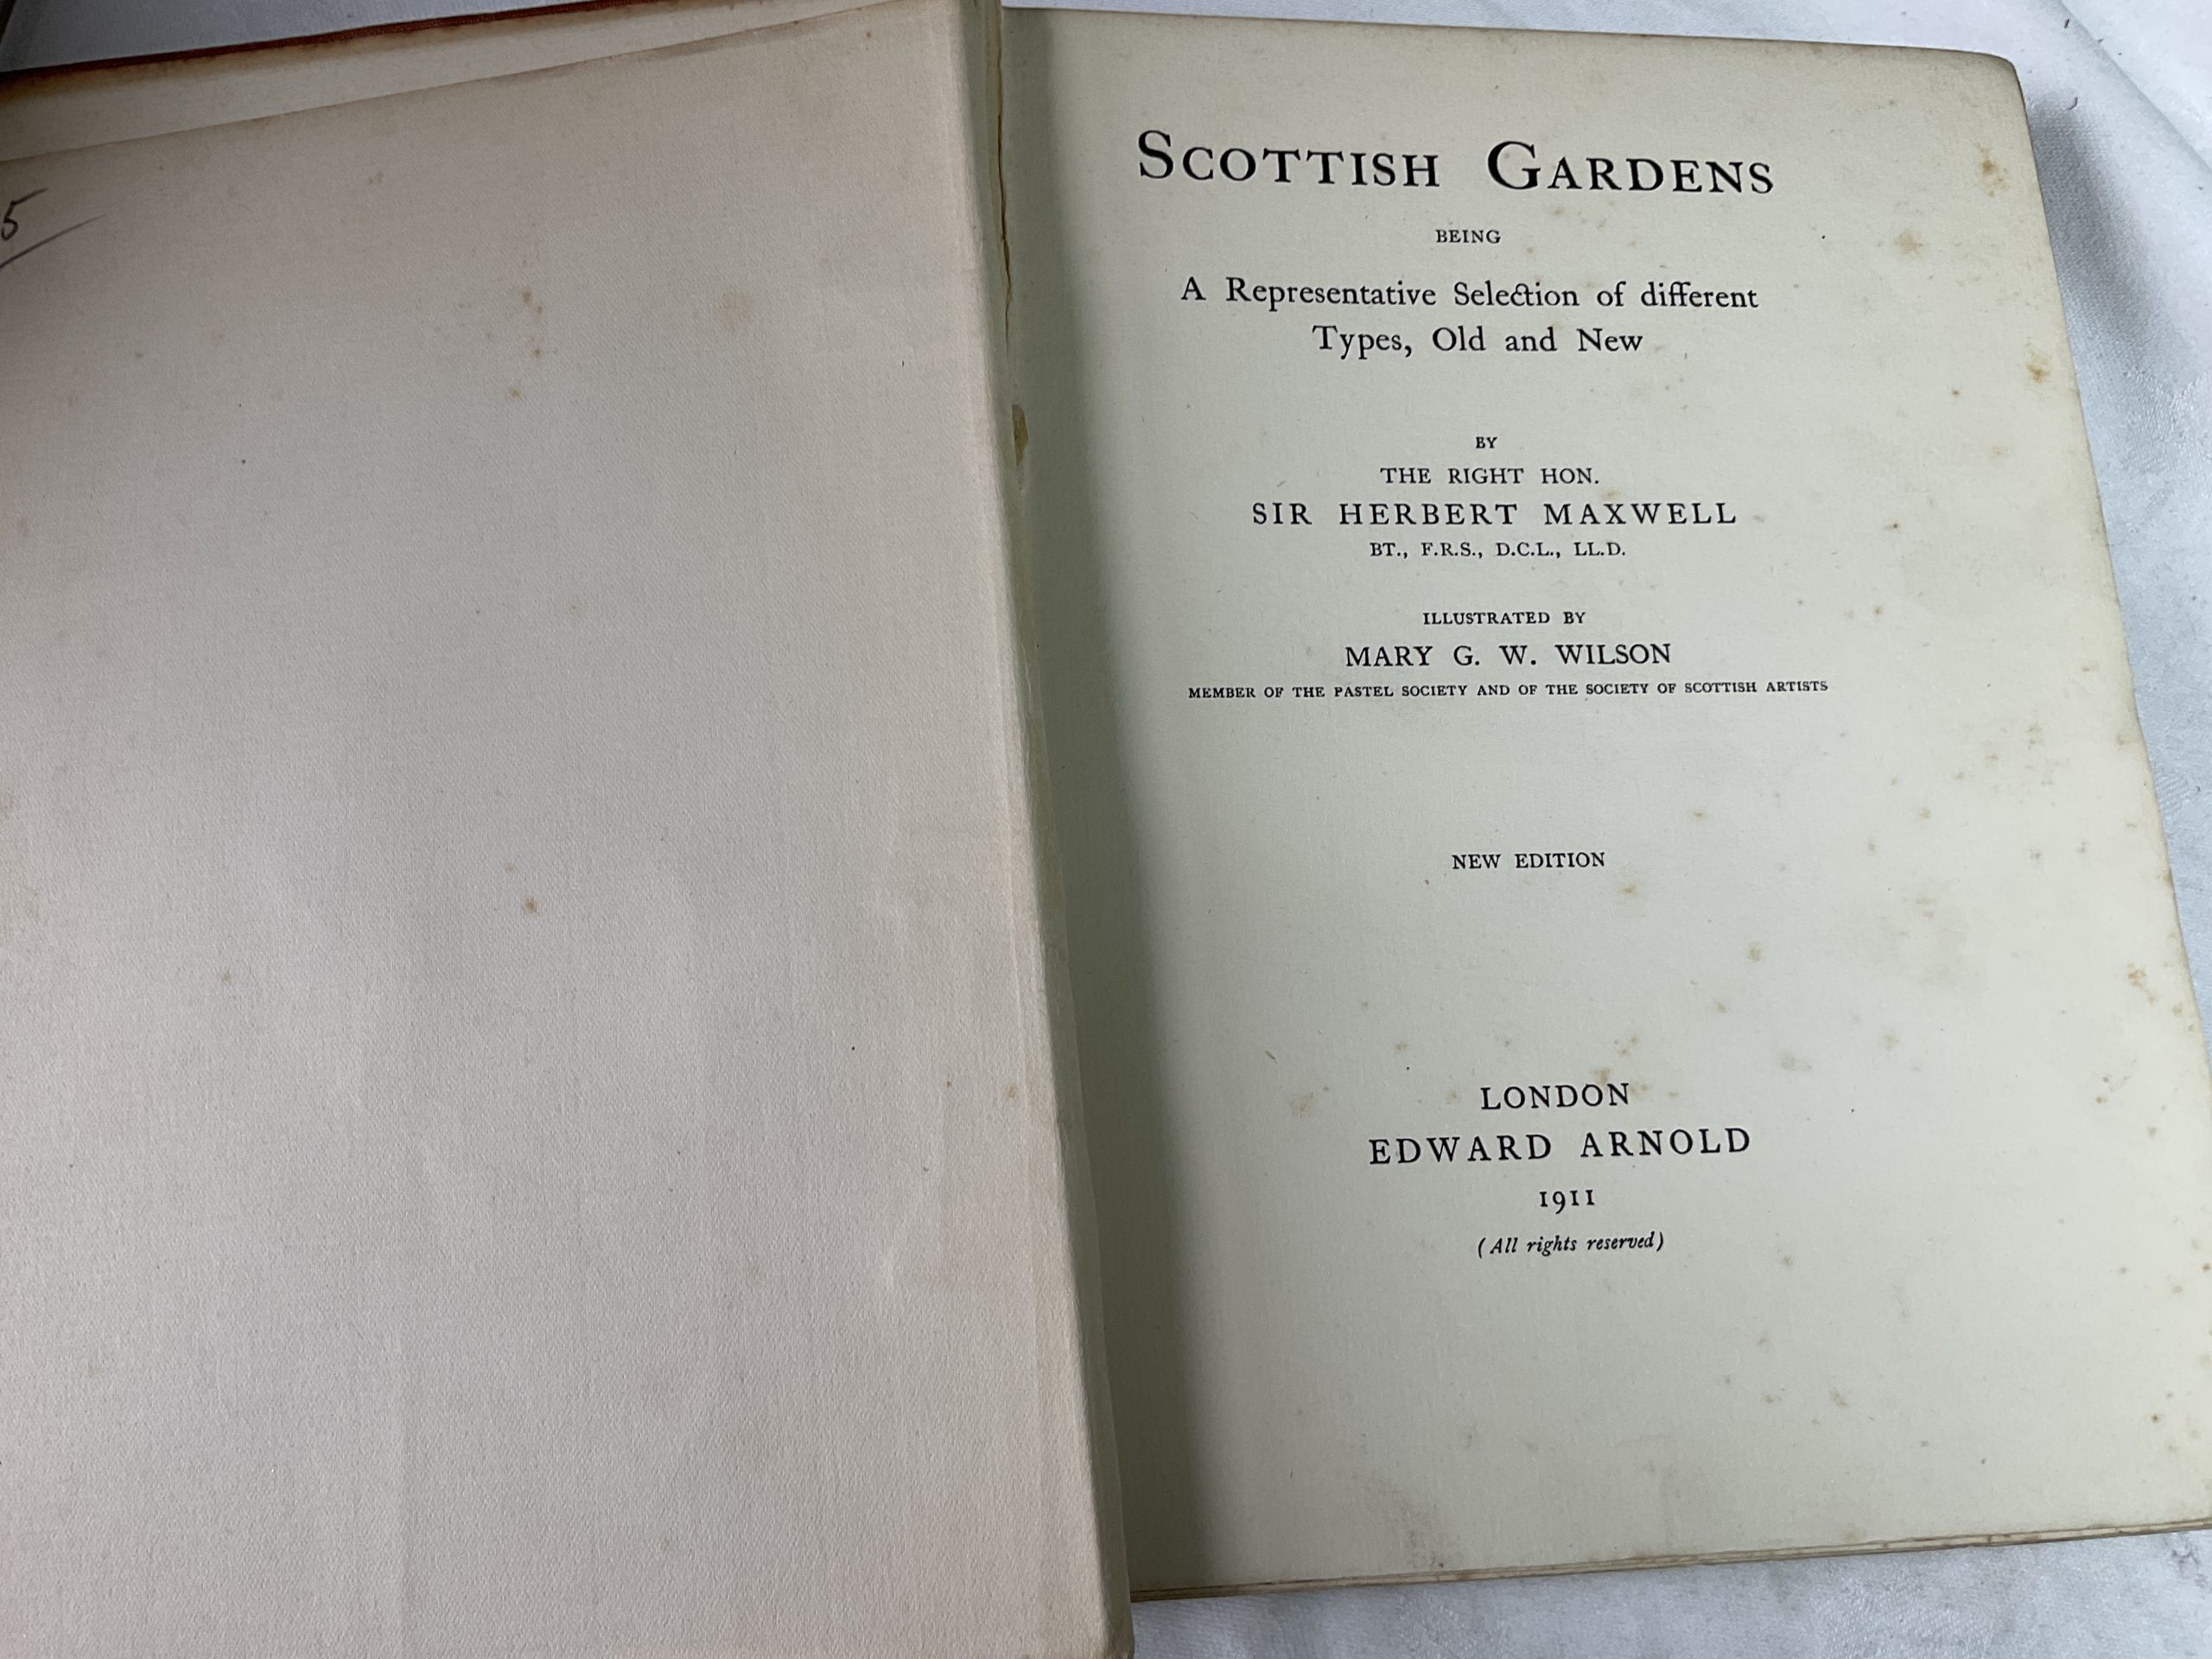 5
SCOTTISH GARDENS
BEING
A Representative Selection of different
Types, Old and New
BY
THE RIGHT HON.
SIR HERBERT MAXWELL
BT., F.R.S., D.C.L., LL.D.
ILLUSTRATED BY
MARY G. W. WILSON
MEMBER OF THE PASTEL SOCIETY AND OF THE SOCIETY OF SCOTTISH ARTISTS
NEW EDITION
LONDON
EDWARD ARNOLD
1911
(All rights reserved)